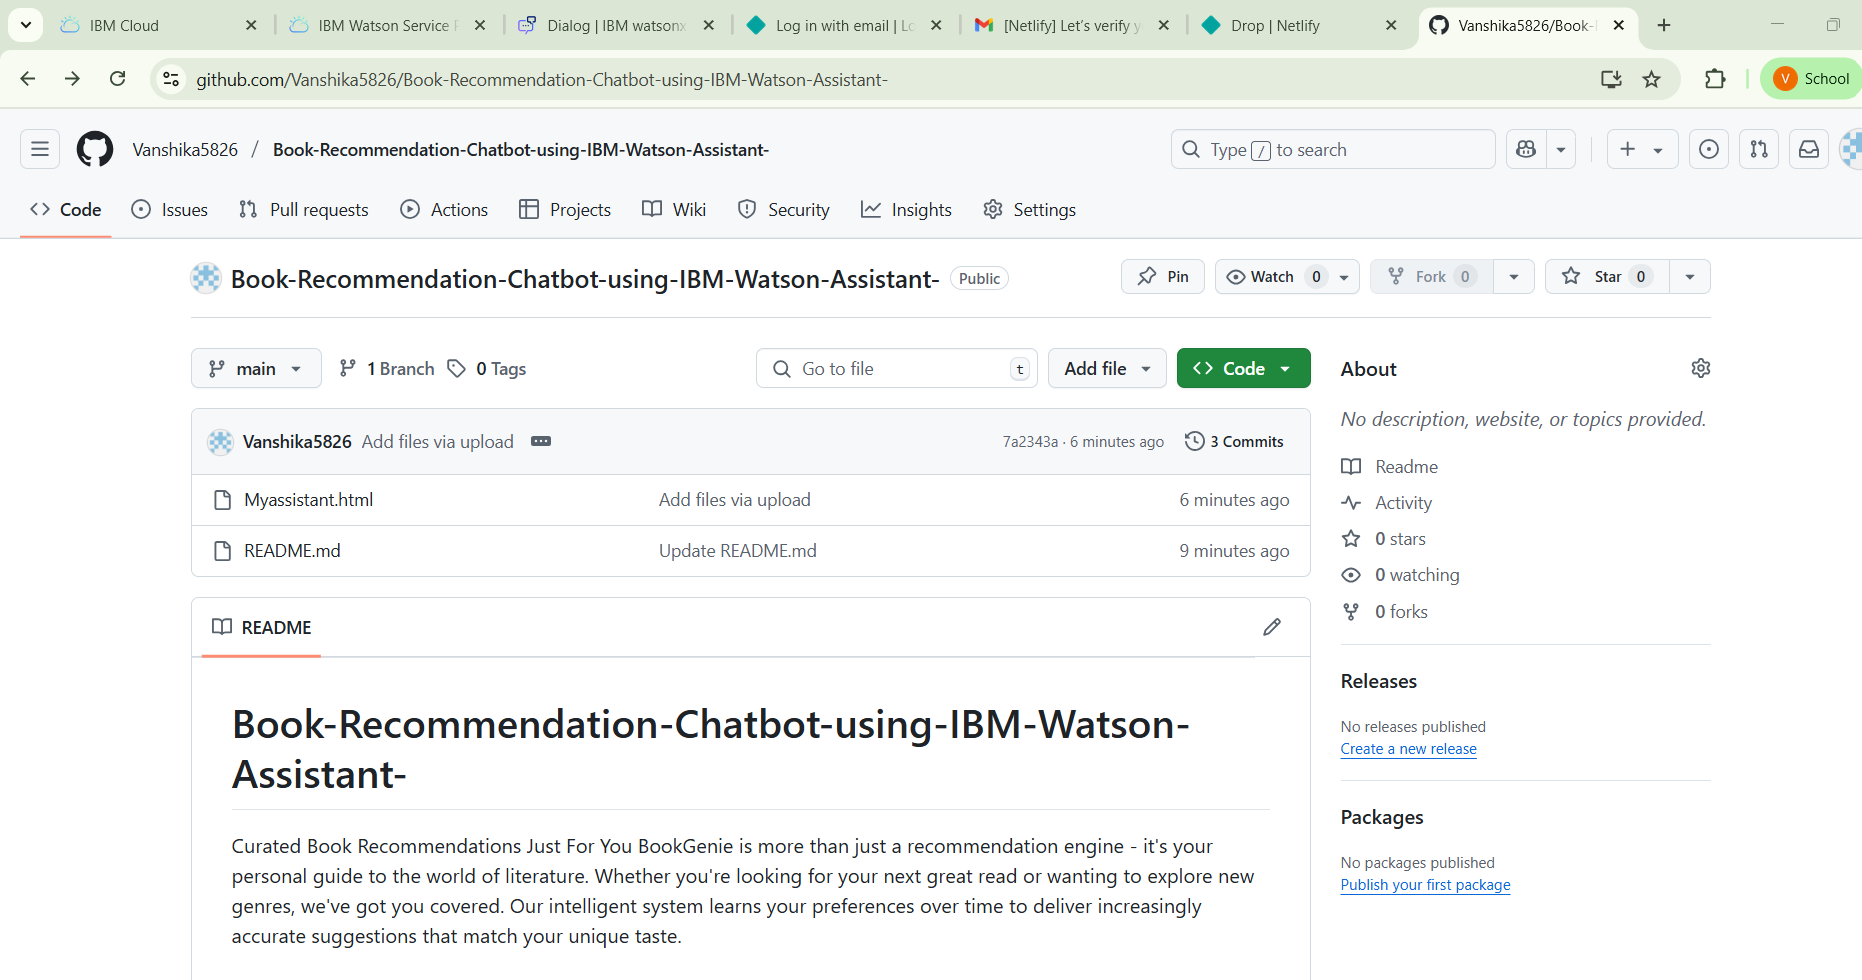 IBM Cloud
IBM Watson Service
Dialog | IBM watsonx
Log in with email | Lo
[Netlify] Let's verify y
Drop | Netlify
Vanshika5826/Book-
github.com/Vanshika5826/Book-Recommendation-Chatbot-using-IBM-Watson-Assistant-
V School
Vanshika5826 / Book-Recommendation-Chatbot-using-IBM-Watson-Assistant-
Type / to search
Code Issues Pull requests Actions Projects Wiki Security Insights Settings
Book-Recommendation-Chatbot-using-IBM-Watson-Assistant- Public
Pin Watch 0 Fork 0 Star 0
main 1 Branch 0 Tags
Go to file t
Add file
Code
Vanshika5826 Add files via upload 7a2343a · 6 minutes ago 3 Commits
Myassistant.html Add files via upload 6 minutes ago
README.md Update README.md 9 minutes ago
README
Book-Recommendation-Chatbot-using-IBM-Watson-
Assistant-
Curated Book Recommendations Just For You BookGenie is more than just a recommendation engine - it's your
personal guide to the world of literature. Whether you're looking for your next great read or wanting to explore new
genres, we've got you covered. Our intelligent system learns your preferences over time to deliver increasingly
accurate suggestions that match your unique taste.
About
No description, website, or topics provided.
Readme
Activity
0 stars
0 watching
0 forks
Releases
No releases published
Create a new release
Packages
No packages published
Publish your first package